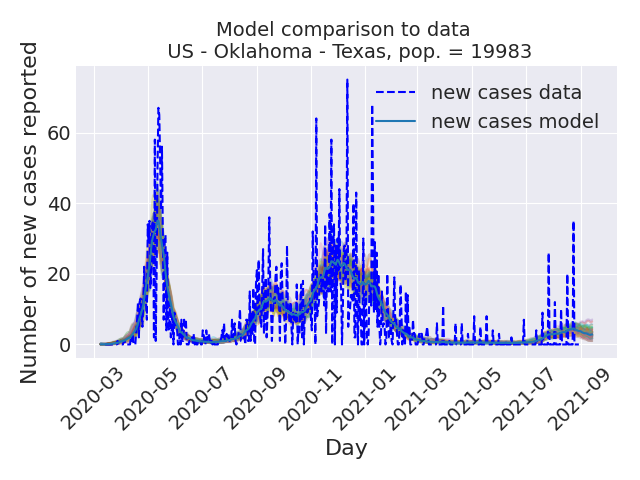 Model comparison to data
US - Oklahoma - Texas, pop. = 19983
new cases data
new cases model
Number of new cases reported
60
40
20
0
2020-03
2020-05
2020-07
2020-09
2020-11
2021-01
2021-03
2021-05
2021-07
2021-09
Day